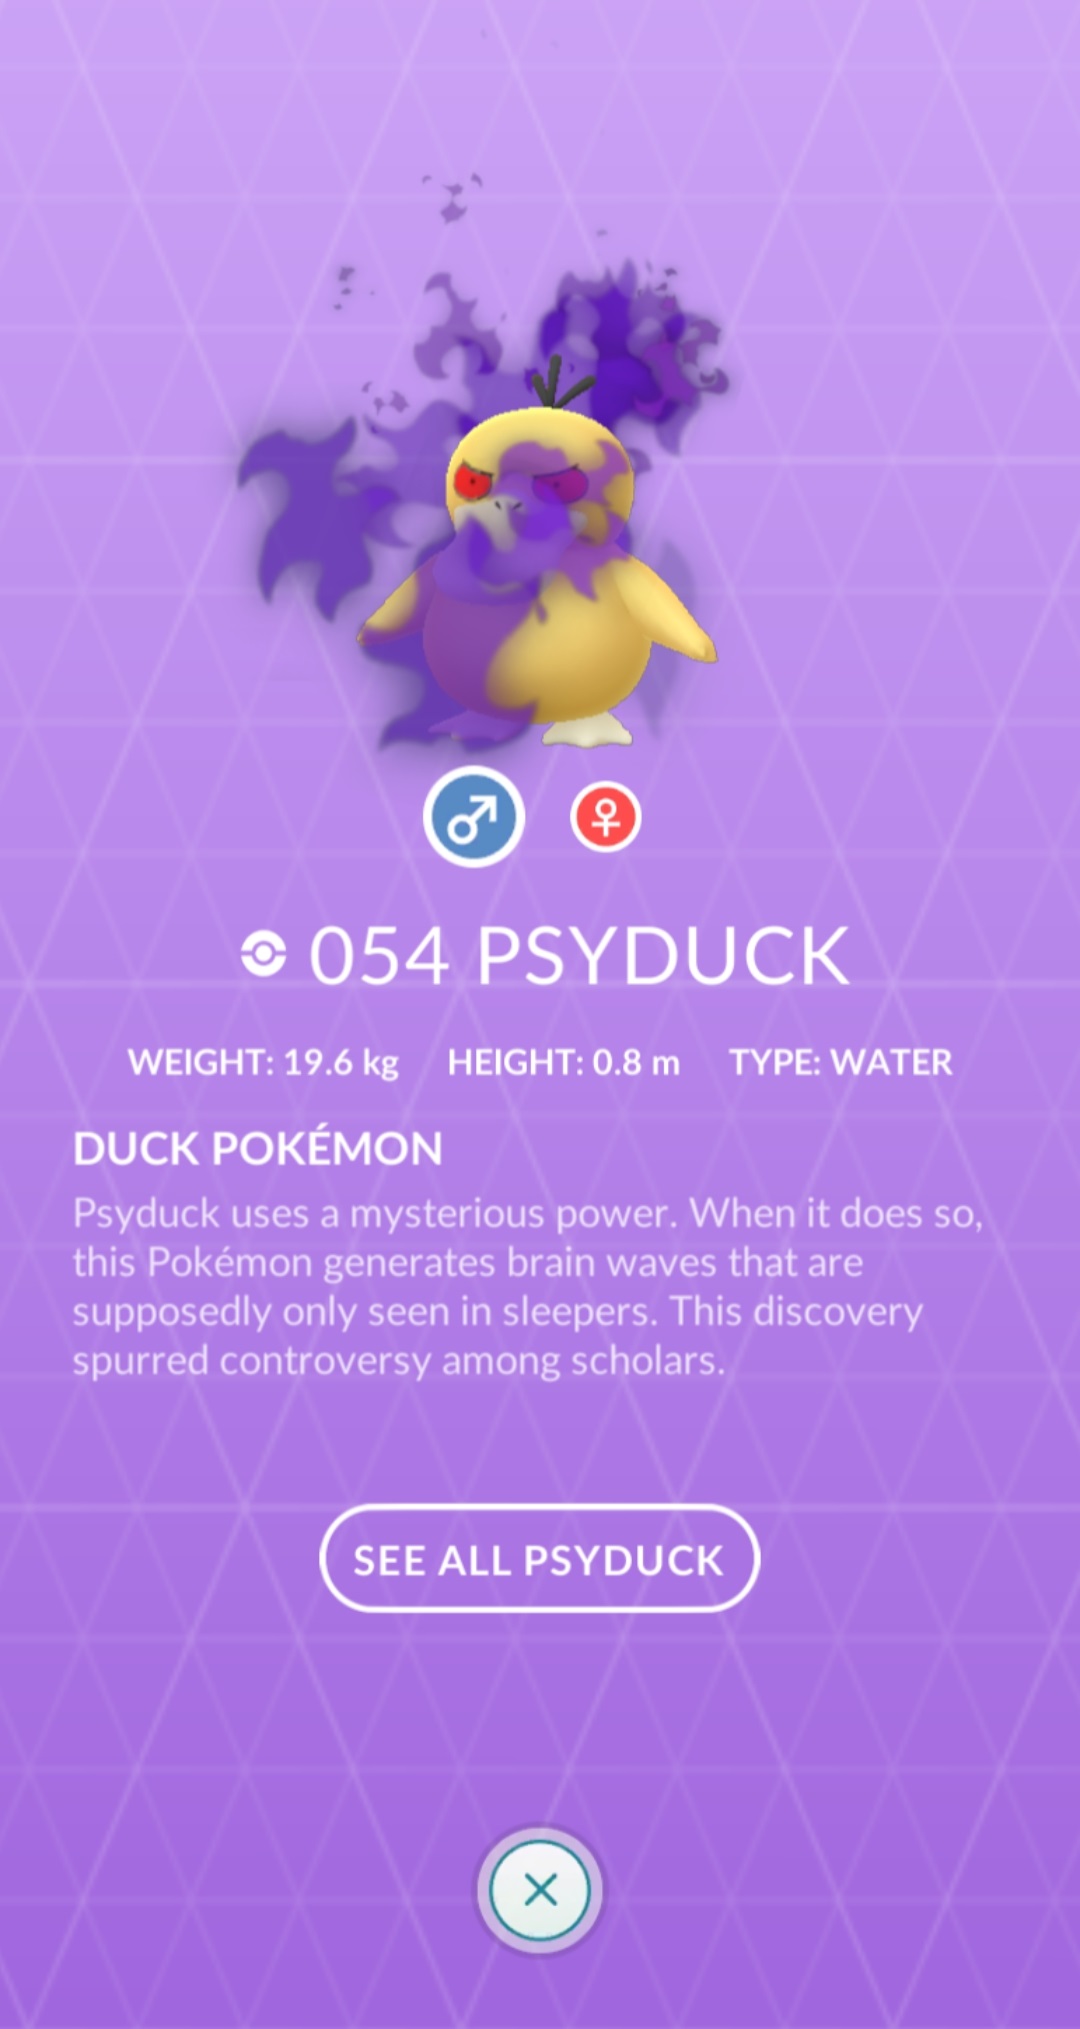 054 PSYDUCK
WEIGHT: 19.6 kg HEIGHT: 0.8 m TYPE: WATER
DUCK POKÉMON
Psyduck uses a mysterious power. When it does so,
this Pokémon generates brain waves that are
supposedly only seen in sleepers. This discovery
spurred controversy among scholars.
SEE ALL PSYDUCK